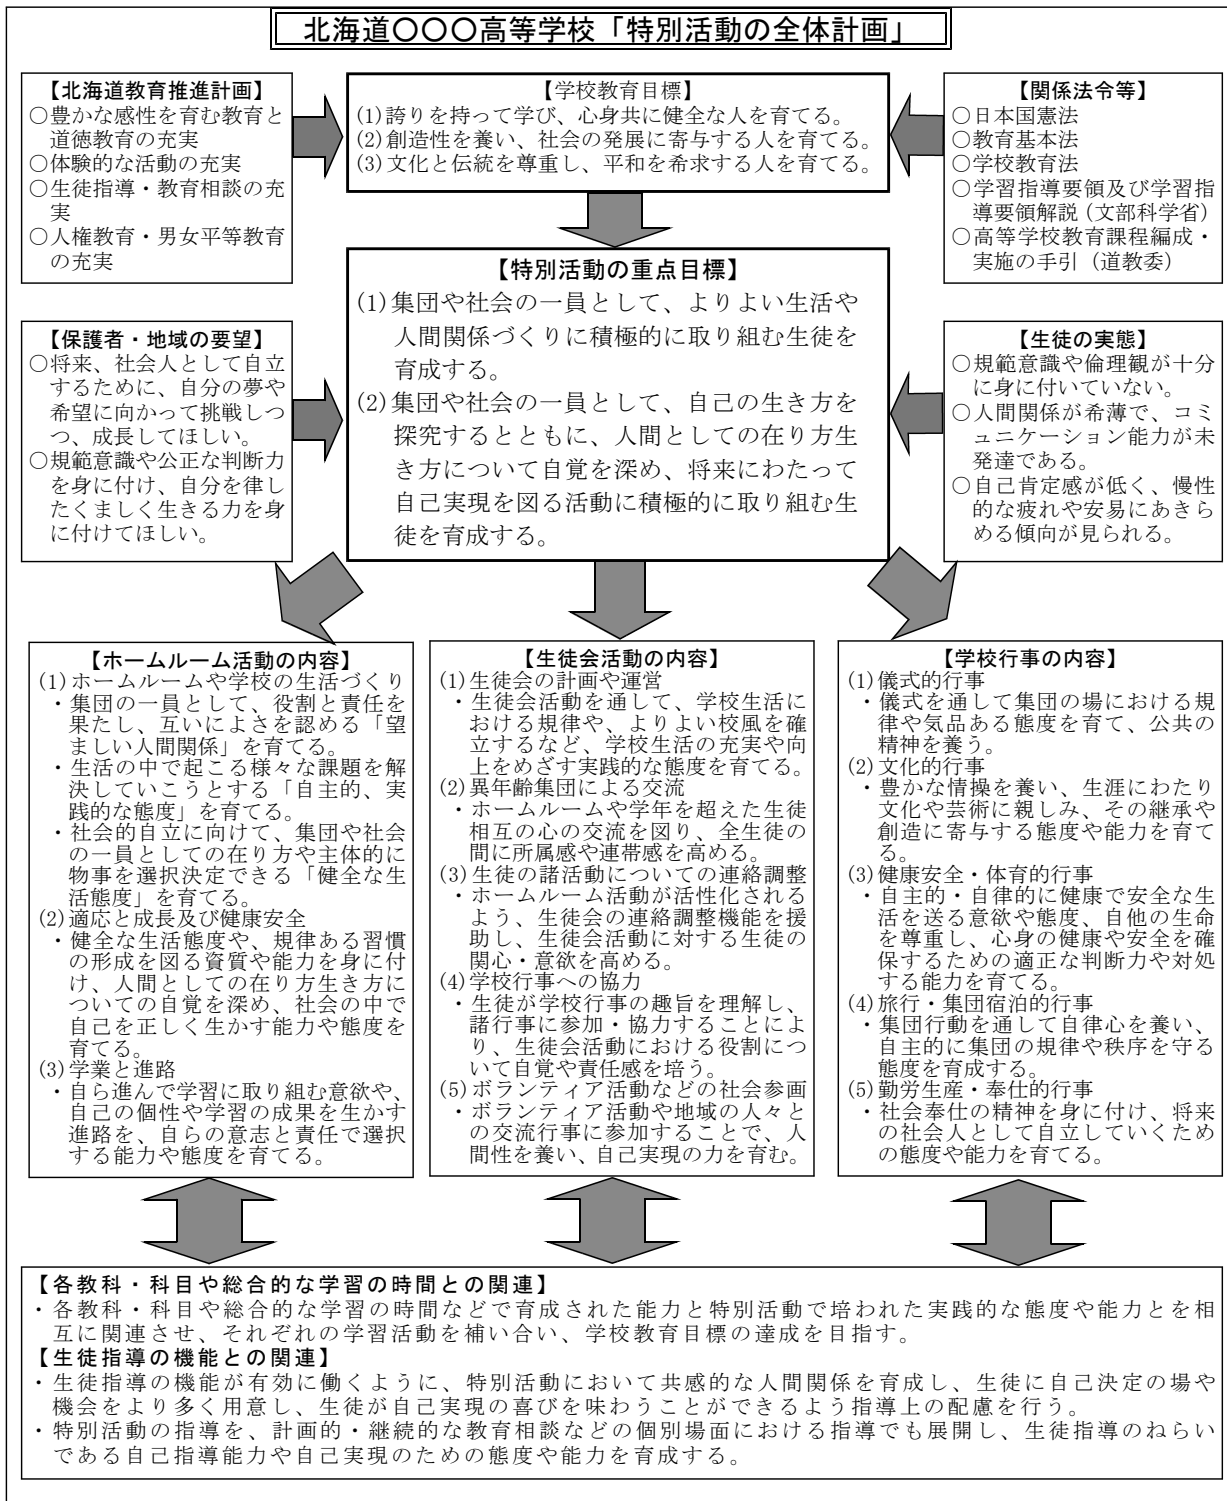 北海道〇〇〇高等学校「特別活動の全体計画」
【北海道教育推進計画】
○豊かな感性を育む教育と
道徳教育の充実
○体験的な活動の充実
○生徒指導・教育相談の充
実
○人権教育・男女平等教育
の充実
【学校教育目標】
(1)誇りを持って学び、心身共に健全な人を育てる。
(2)創造性を養い、社会の発展に寄与する人を育てる。
(3)文化と伝統を尊重し、平和を希求する人を育てる。
【関係法令等】
○日本国憲法
○教育基本法
○学校教育法
○学習指導要領及び学習指
導要領解説（文部科学省）
○高等学校教育課程編成・
実施の手引（道教委）
【特別活動の重点目標】
(1)集団や社会の一員として、よりよい生活や
人間関係づくりに積極的に取り組む生徒を
育成する。
(2)集団や社会の一員として、自己の生き方を
探究するとともに、人間としての在り方生
き方について自覚を深め、将来にわたって
自己実現を図る活動に積極的に取り組む生
徒を育成する。
【保護者・地域の要望】
○将来、社会人として自立
するために、自分の夢や
希望に向かって挑戦しつ
つ、成長してほしい。
○規範意識や公正な判断力
を身に付け、自分を律し
たくましく生きる力を身
に付けてほしい。
【生徒の実態】
○規範意識や倫理観が十分
に身に付いていない。
○人間関係が希薄で、コミ
ュニケーション能力が未
発達である。
○自己肯定感が低く、慢性
的な疲れや安易にあきら
める傾向が見られる。
【ホームルーム活動の内容】
(1)ホームルームや学校の生活づくり
・集団の一員として、役割と責任を
果たし、互いによさを認める「望
ましい人間関係」を育てる。
・生活の中で起こる様々な課題を解
決していこうとする「自主的、実
践的な態度」を育てる。
・社会的自立に向けて、集団や社会
の一員としての在り方や主体的に
物事を選択決定できる「健全な生
活態度」を育てる。
(2)適応と成長及び健康安全
・健全な生活態度や、規律ある習慣
の形成を図る資質や能力を身に付
け、人間としての在り方生き方に
ついての自覚を深め、社会の中で
自己を正しく生かす能力や態度を
育てる。
(3)学業と進路
・自ら進んで学習に取り組む意欲や、
自己の個性や学習の成果を生かす
進路を、自らの意志と責任で選択
する能力や態度を育てる。
【生徒会活動の内容】
(1)生徒会の計画や運営
・生徒会活動を通して、学校生活に
おける規律や、よりよい校風を確
立するなど、学校生活の充実や向
上をめざす実践的な態度を育てる。
(2)異年齢集団による交流
・ホームルームや学年を超えた生徒
相互の心の交流を図り、全生徒の
間に所属感や連帯感を高める。
(3)生徒の諸活動についての連絡調整
・ホームルーム活動が活性化される
よう、生徒会の連絡調整機能を援
助し、生徒会活動に対する生徒の
関心・意欲を高める。
(4)学校行事への協力
・生徒が学校行事の趣旨を理解し、
諸行事に参加・協力することによ
り、生徒会活動における役割につ
いて自覚や責任感を培う。
(5)ボランティア活動などの社会参画
・ボランティア活動や地域の人々と
の交流行事に参加することで、人
間性を養い、自己実現の力を育む。
【学校行事の内容】
(1)儀式的行事
・儀式を通して集団の場における規
律や気品ある態度を育て、公共の
精神を養う。
(2)文化的行事
・豊かな情操を養い、生涯にわたり
文化や芸術に親しみ、その継承や
創造に寄与する態度や能力を育て
る。
(3)健康安全・体育的行事
・自主的・自律的に健康で安全な生
活を送る意欲や態度、自他の生命
を尊重し、心身の健康や安全を確
保するための適正な判断力や対処
する能力を育てる。
(4)旅行・集団宿泊的行事
・集団行動を通して自律心を養い、
自主的に集団の規律や秩序を守る
態度を育成する。
(5)勤労生産・奉仕的行事
・社会奉仕の精神を身に付け、将来
の社会人として自立していくため
の態度や能力を育てる。
【各教科・科目や総合的な学習の時間との関連】
・各教科・科目や総合的な学習の時間などで育成された能力と特別活動で培われた実践的な態度や能力とを相
互に関連させ、それぞれの学習活動を補い合い、学校教育目標の達成を目指す。
【生徒指導の機能との関連】
・生徒指導の機能が有効に働くように、特別活動において共感的な人間関係を育成し、生徒に自己決定の場や
機会をより多く用意し、生徒が自己実現の喜びを味わうことができるよう指導上の配慮を行う。
・特別活動の指導を、計画的・継続的な教育相談などの個別場面における指導でも展開し、生徒指導のねらい
である自己指導能力や自己実現のための態度や能力を育成する。